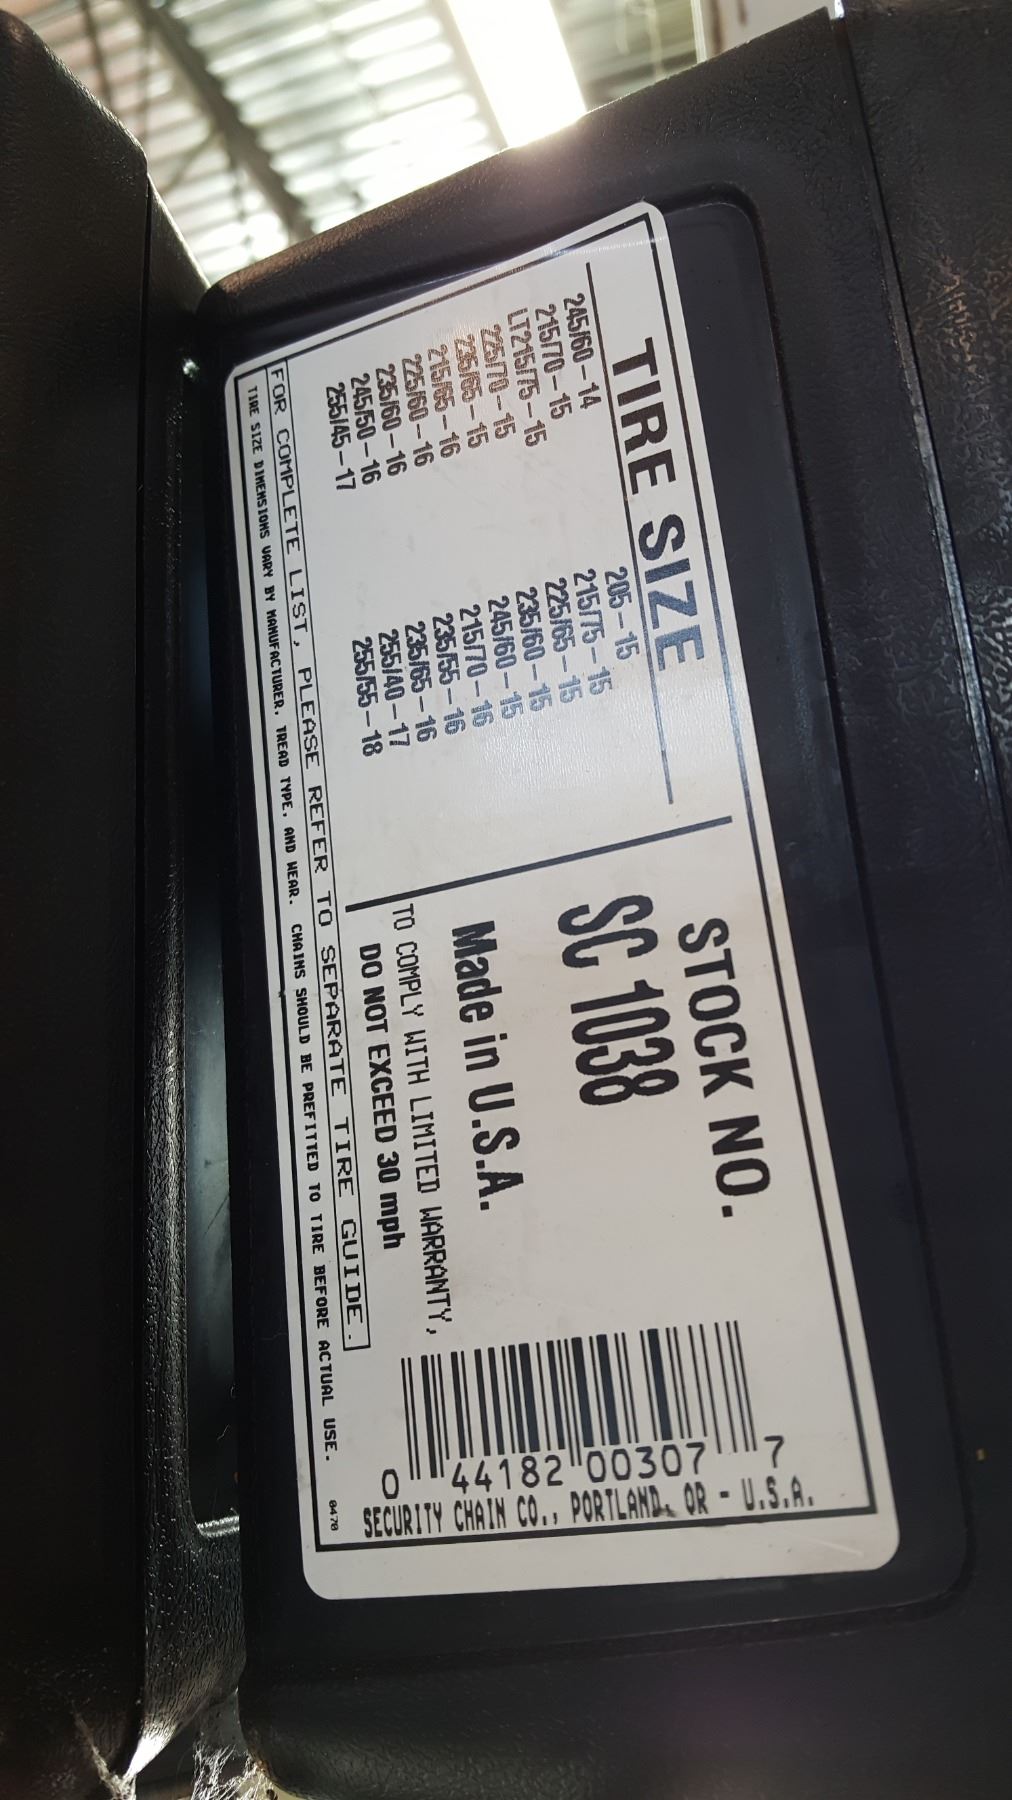 TIRE SIZE
245/60-14
215/70-15
LT215/75-15
225/70-15
235/65-15
215/65-16
225/60-16
235/60-16
245/50-16
255/45-17
205-15
215/75-15
225/65-15
235/60-15
245/60-15
215/70-16
235/55-16
235/65-16
255/40-17
255/55-18
STOCK NO.
SC 1038
Made in U.S.A.
TO COMPLY WITH LIMITED WARRANTY,
DO NOT EXCEED 30 mph
FOR COMPLETE LIST, PLEASE REFER TO SEPARATE TIRE GUIDE.
TIRE SIZE DIMENSIONS VARY BY MANUFACTURER, TREAD TYPE, AND WEAR. CHAINS SHOULD BE PREFITTED TO TIRE BEFORE ACTUAL USE.
0470
0 44182 00307 7
SECURITY CHAIN CO., PORTLAND, OR - U.S.A.